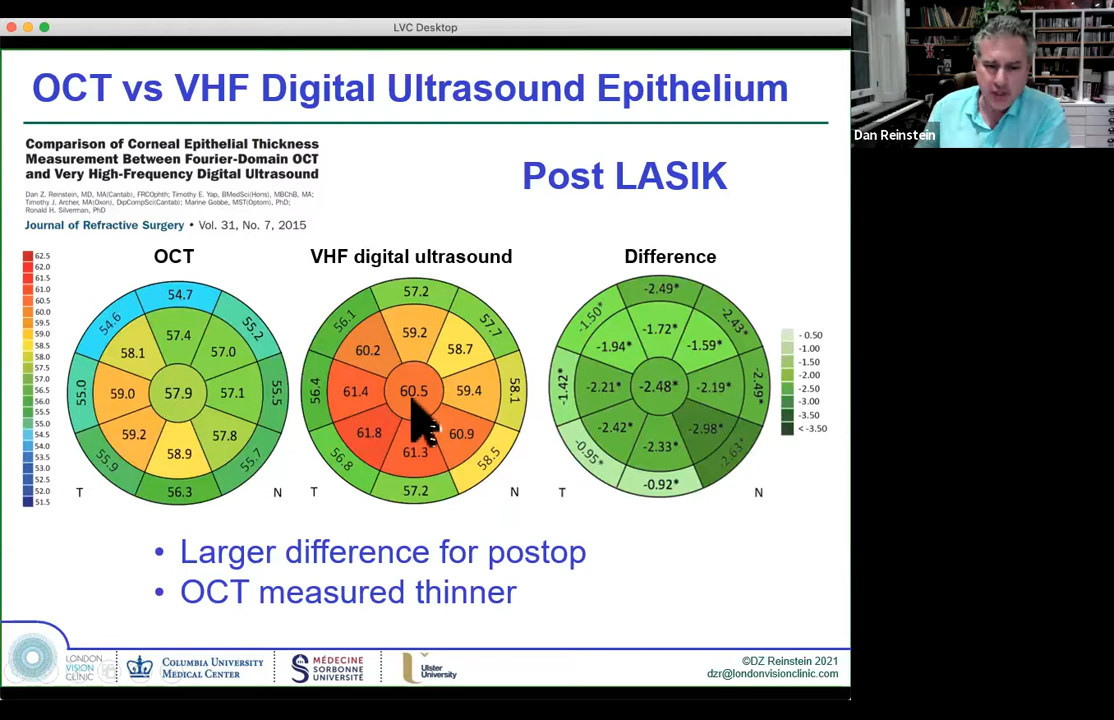 LVC Desktop
OCT vs VHF Digital Ultrasound Epithelium
Comparison of Corneal Epithelial Thickness
Measurement Between Fourier-Domain OCT
and Very High-Frequency Digital Ultrasound
Dan Z. Reinstein, MD, MA(Cantab), FRCOphth; Timothy E. Yap, BMedSci(Hons), MBChB, MA;
Timothy J. Archer, MA(Oxon), DipCompSci(Cantab); Marine Gobbe, MST(Optom), PhD;
Ronald H. Silverman, PhD
Journal of Refractive Surgery • Vol. 31, No. 7, 2015
Post LASIK
Dan Reinstein
OCT
VHF digital ultrasound
Difference
62.5
62.0
61.5
61.0
60.5
60.0
59.5
59.0
58.5
58.0
57.5
57.0
56.5
56.0
55.5
55.0
54.5
54.0
53.5
53.0
52.5
52.0
51.5
54.7
54.6
55.2
57.4
58.1
57.0
55.0
59.0
57.9
57.1
55.5
59.2
57.8
58.9
55.9
55.7
56.3
T
N
57.2
56.1
57.7
59.2
60.2
58.7
56.4
61.4
60.5
59.4
58.1
61.8
60.9
61.3
56.8
58.5
57.2
T
N
-2.49*
-1.50*
-2.43*
-1.72*
-1.94*
-1.59*
-1.42*
-2.21*
-2.48*
-2.19*
-2.49*
-2.42*
-2.98*
-2.33*
-0.95*
-2.63*
-0.92*
T
N
- 0.50
-1.00
-1.50
-2.00
-2.50
-3.00
-3.50
< -3.50
• Larger difference for postop
• OCT measured thinner
LONDON
VISION
CLINIC
COLUMBIA UNIVERSITY
MEDICAL CENTER
MÉDECINE
SORBONNE
UNIVERSITÉ
Ulster
University
©DZ Reinstein 2021
dzr@londonvisionclinic.com